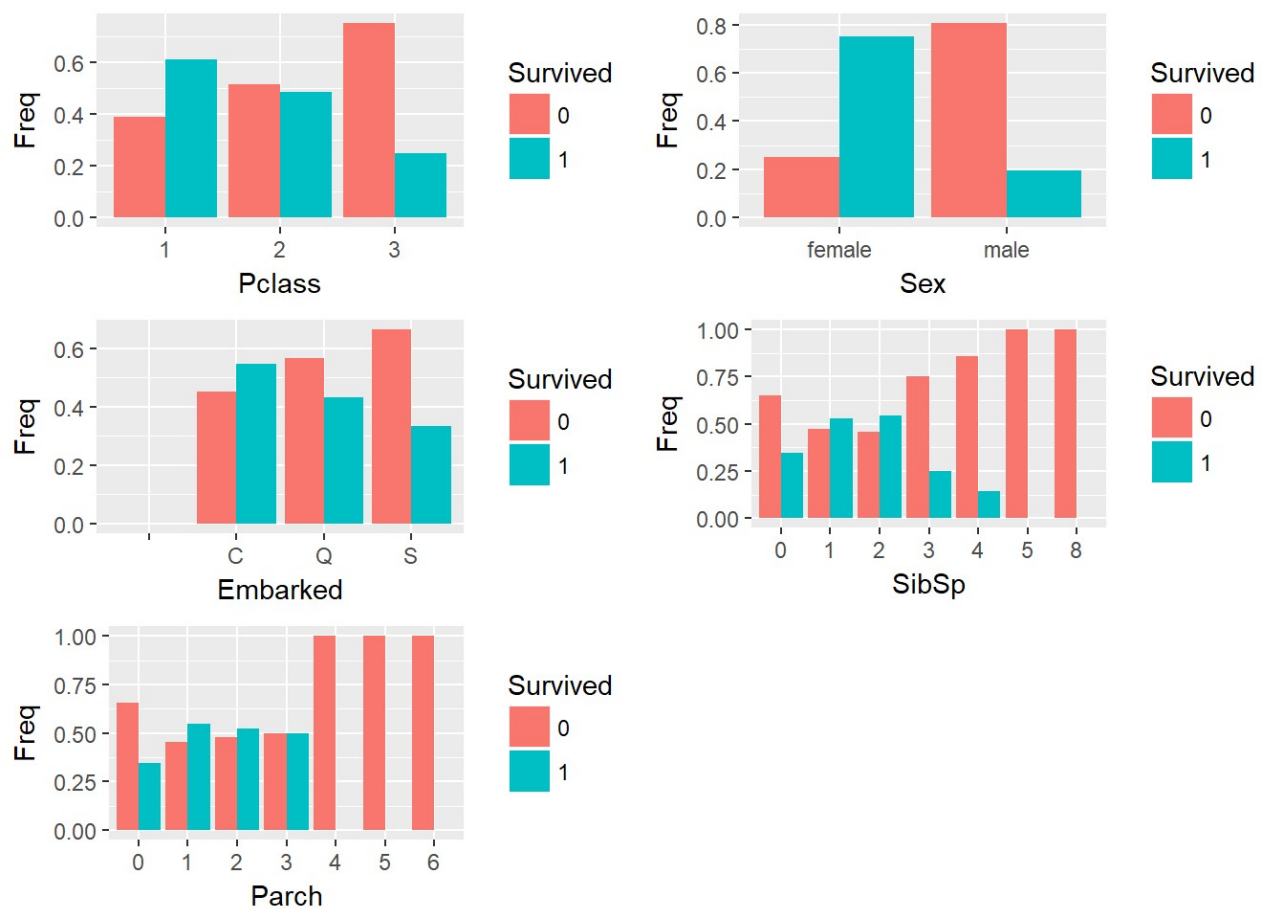 0.6
0.4
0.2
0.0
Freq
1 2 3
Pclass
Survived
0
1
0.8
0.6
0.4
0.2
0.0
Freq
female male
Sex
Survived
0
1
0.6
0.4
0.2
0.0
Freq
C Q S
Embarked
Survived
0
1
1.00
0.75
0.50
0.25
0.00
Freq
0 1 2 3 4 5 8
SibSp
Survived
0
1
1.00
0.75
0.50
0.25
0.00
Freq
0 1 2 3 4 5 6
Parch
Survived
0
1